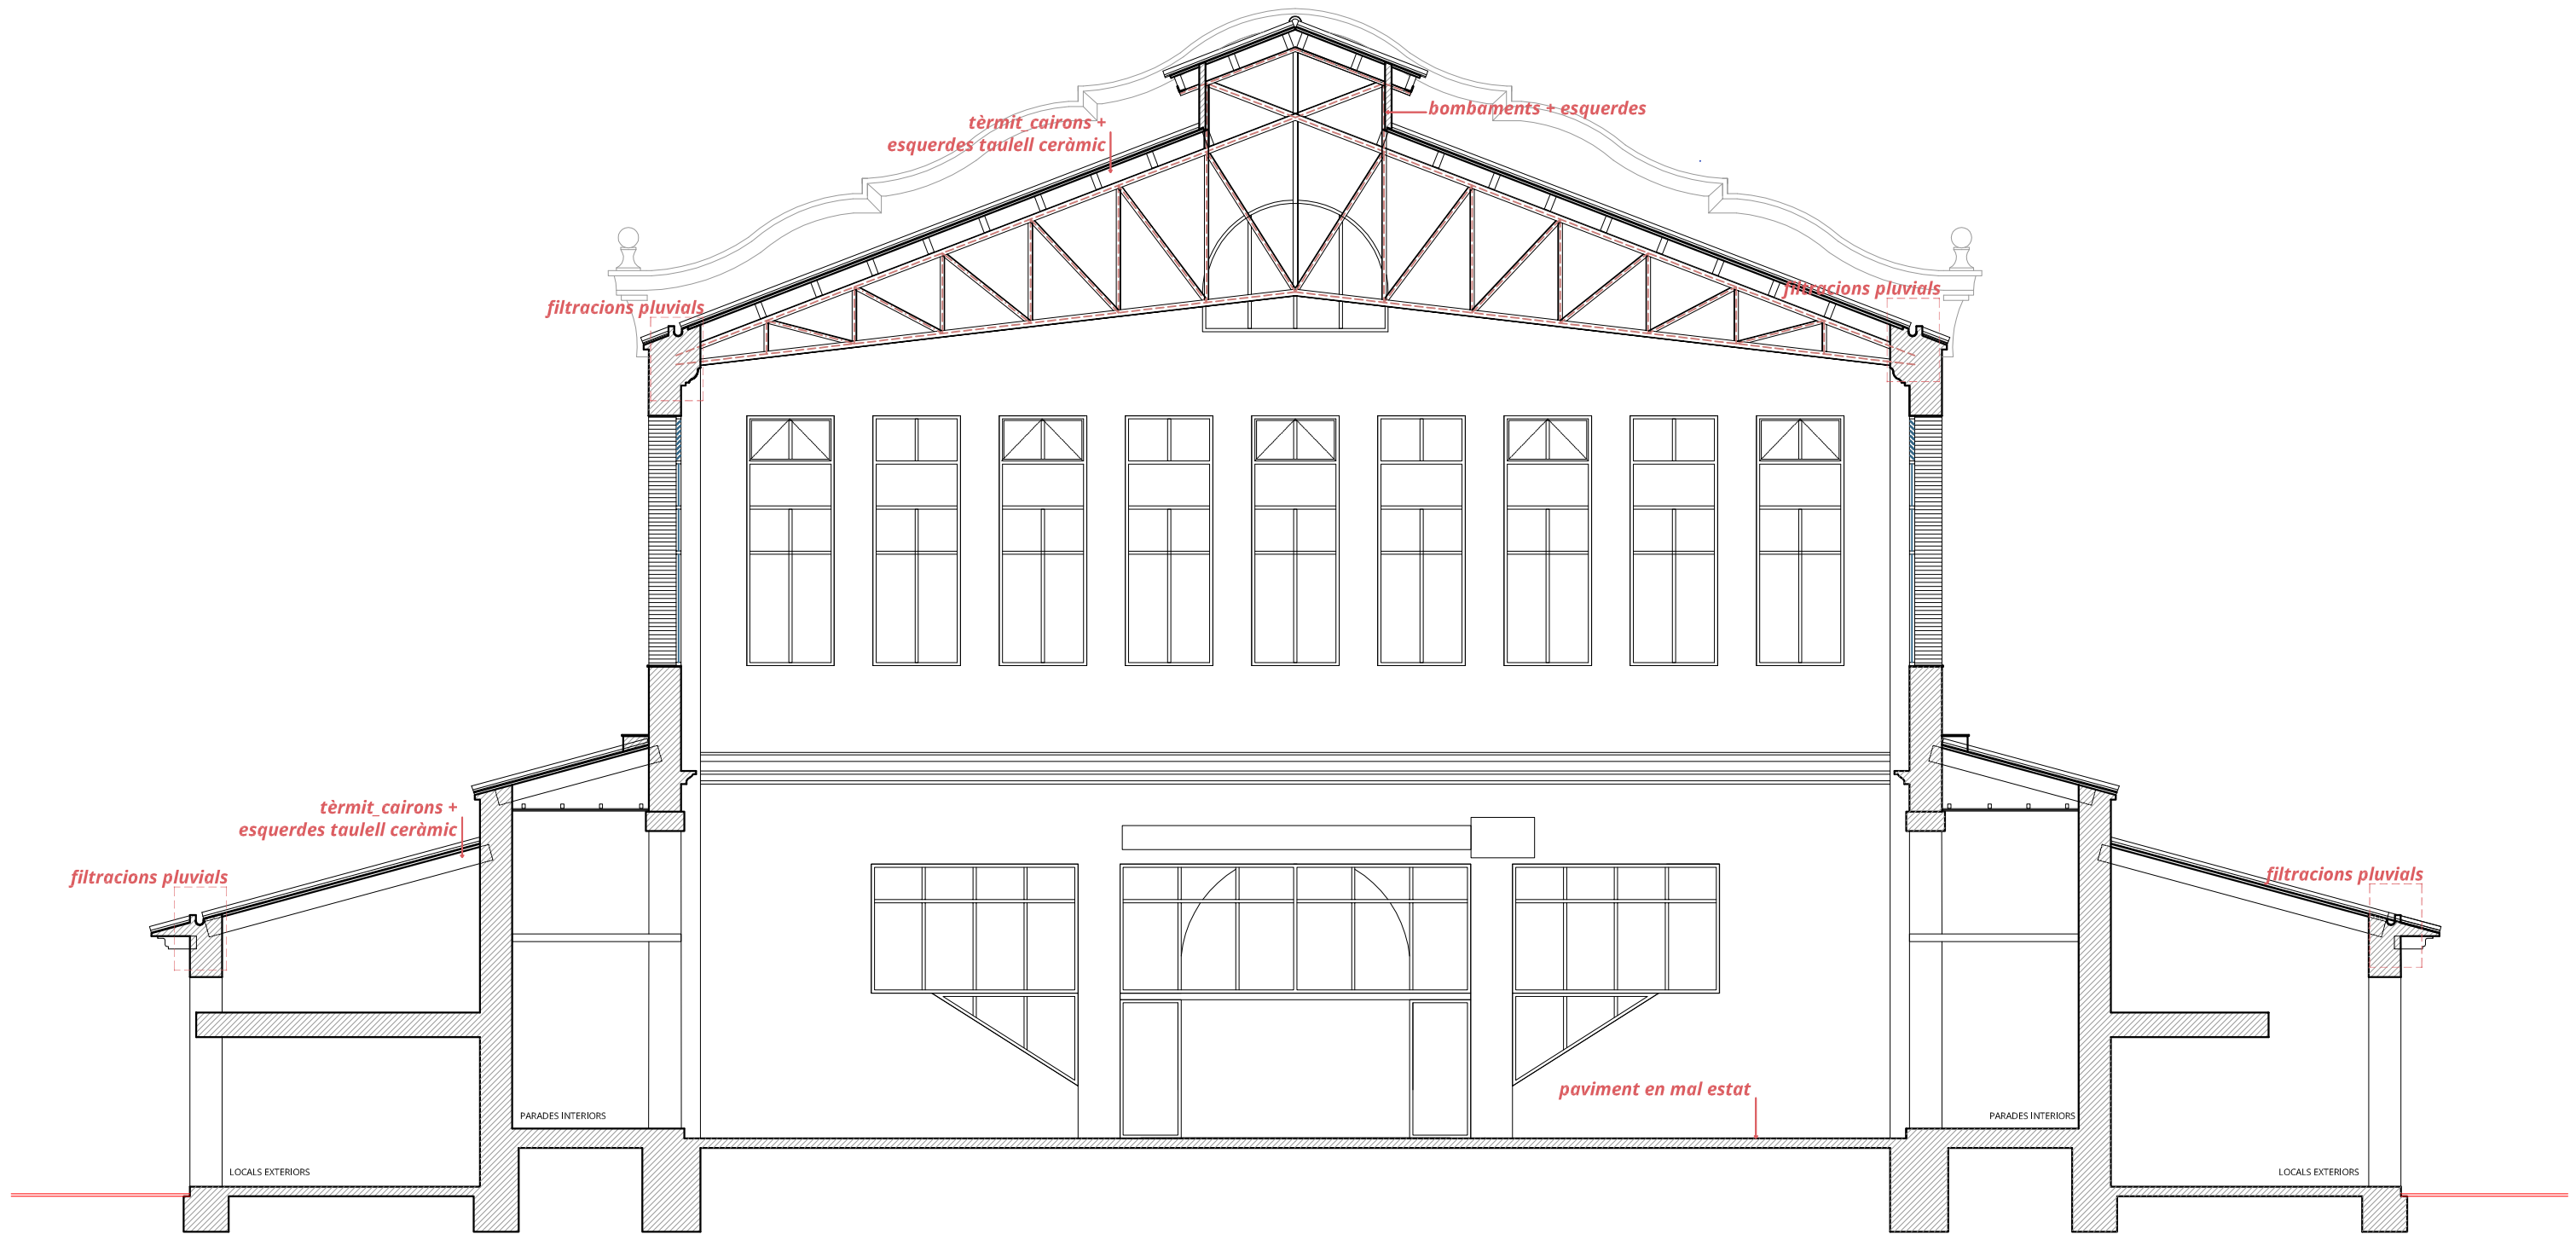 bombaments + esquerdes
tèrmit_cairons +
esquerdes taulell ceràmic
filtracions pluvials
filtracions pluvials
tèrmit_cairons +
esquerdes taulell ceràmic
filtracions pluvials
filtracions pluvials
paviment en mal estat
PARADES INTERIORS
PARADES INTERIORS
LOCALS EXTERIORS
LOCALS EXTERIORS